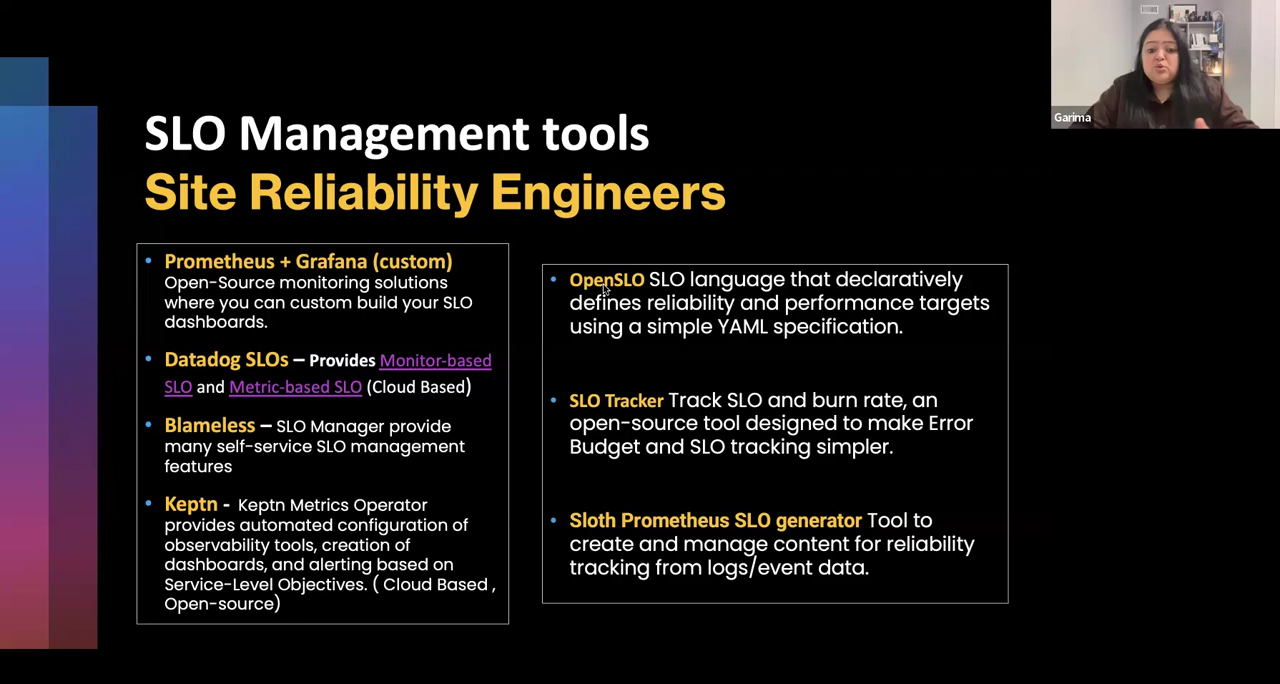 SLO Management tools
Site Reliability Engineers
• Prometheus + Grafana (custom)
Open-Source monitoring solutions
where you can custom build your SLO
dashboards.
• Datadog SLOs – Provides Monitor-based
SLO and Metric-based SLO (Cloud Based)
• Blameless – SLO Manager provide
many self-service SLO management
features
• Keptn - Keptn Metrics Operator
provides automated configuration of
observability tools, creation of
dashboards, and alerting based on
Service-Level Objectives. ( Cloud Based ,
Open-source)
• OpenSLO SLO language that declaratively
defines reliability and performance targets
using a simple YAML specification.
• SLO Tracker Track SLO and burn rate, an
open-source tool designed to make Error
Budget and SLO tracking simpler.
• Sloth Prometheus SLO generator Tool to
create and manage content for reliability
tracking from logs/event data.
Garima